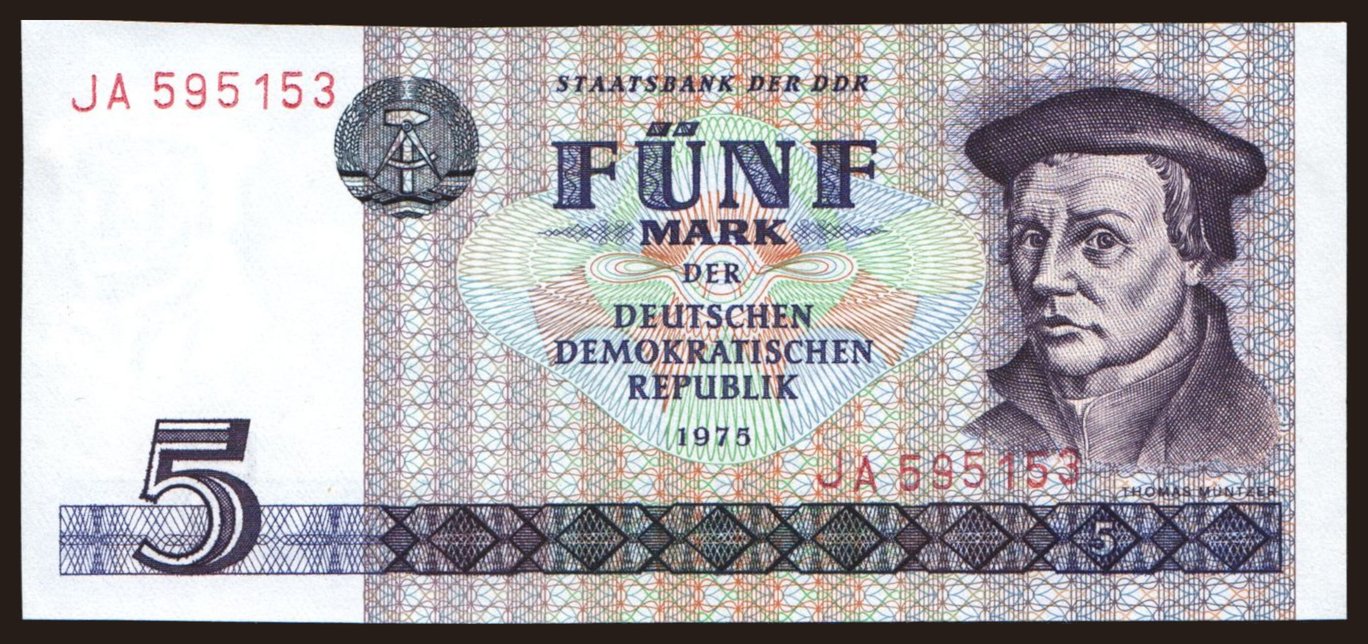 JA 595153
STAATSBANK DER DDR
FÜNF
MARK
DER
DEUTSCHEN
DEMOKRATISCHEN
REPUBLIK
1975
JA 595153
THOMAS MÜNTZER
5
5